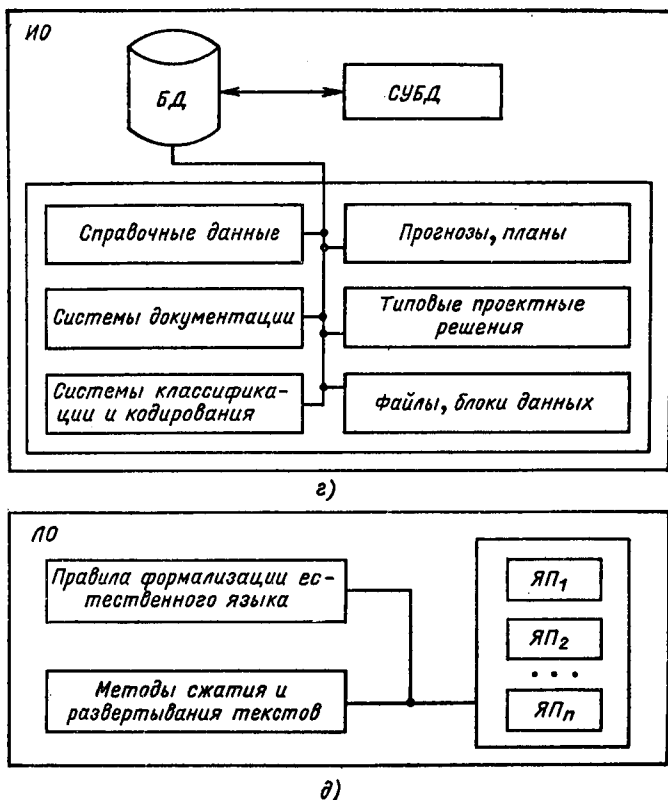 ИО
БД
СУБД
Справочные данные
Прогнозы, планы
Системы документации
Типовые проектные
решения
Системы классифика-
ции и кодирования
Файлы, блоки данных
г)
ЛО
Правила формализации ес-
тественного языка
Методы сжатия и
развертывания текстов
ЯП₁
ЯП₂
...
ЯПₙ
д)